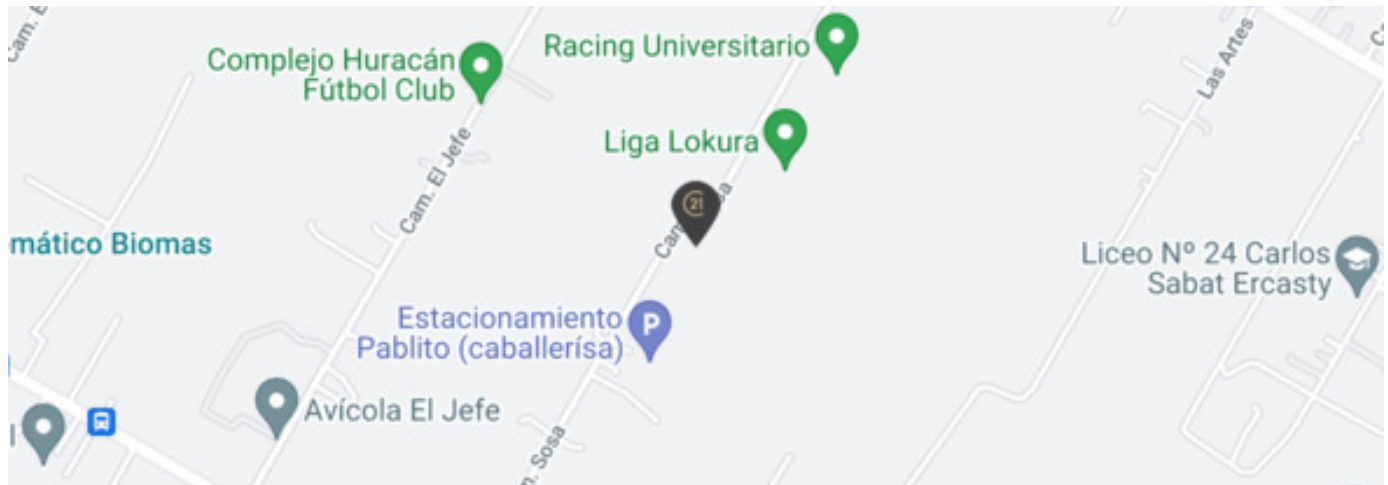 Cam. E
Complejo Huracán
Fútbol Club
Racing Universitario
Las Artes
Liga Lokura
Cam. El Jefe
21
mático Biomas
Liceo Nº 24 Carlos
Sabat Ercasty
Estacionamiento
Pablito (caballerísa)
P
Avícola El Jefe
m. Sosa